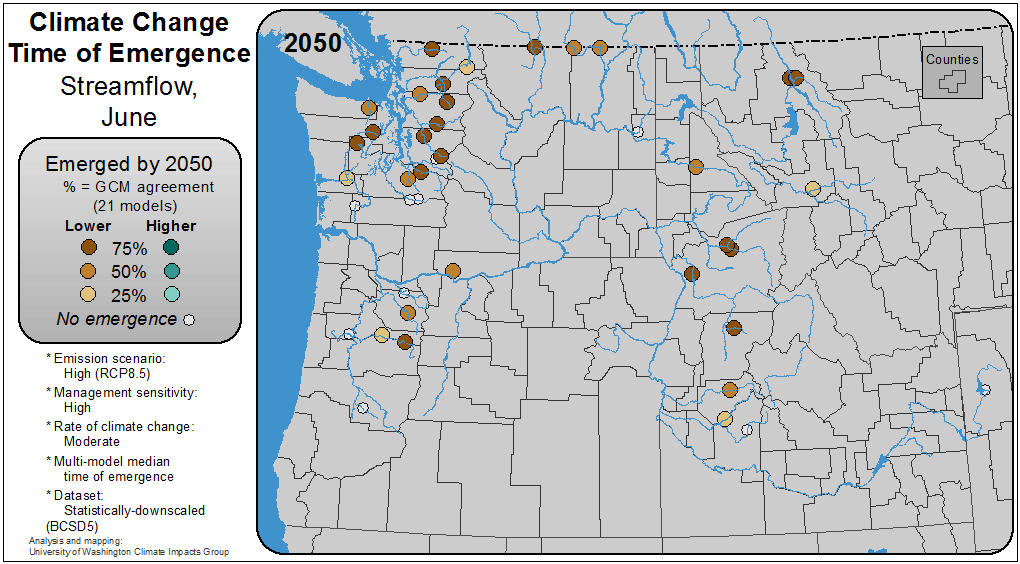 Climate Change
Time of Emergence
Streamflow,
June
Emerged by 2050
% = GCM agreement
(21 models)
Lower Higher
75%
50%
25%
No emergence
* Emission scenario:
High (RCP8.5)
* Management sensitivity:
High
* Rate of climate change:
Moderate
* Multi-model median
time of emergence
* Dataset:
Statistically-downscaled
(BCSD5)
Analysis and mapping:
University of Washington Climate Impacts Group
2050
Counties